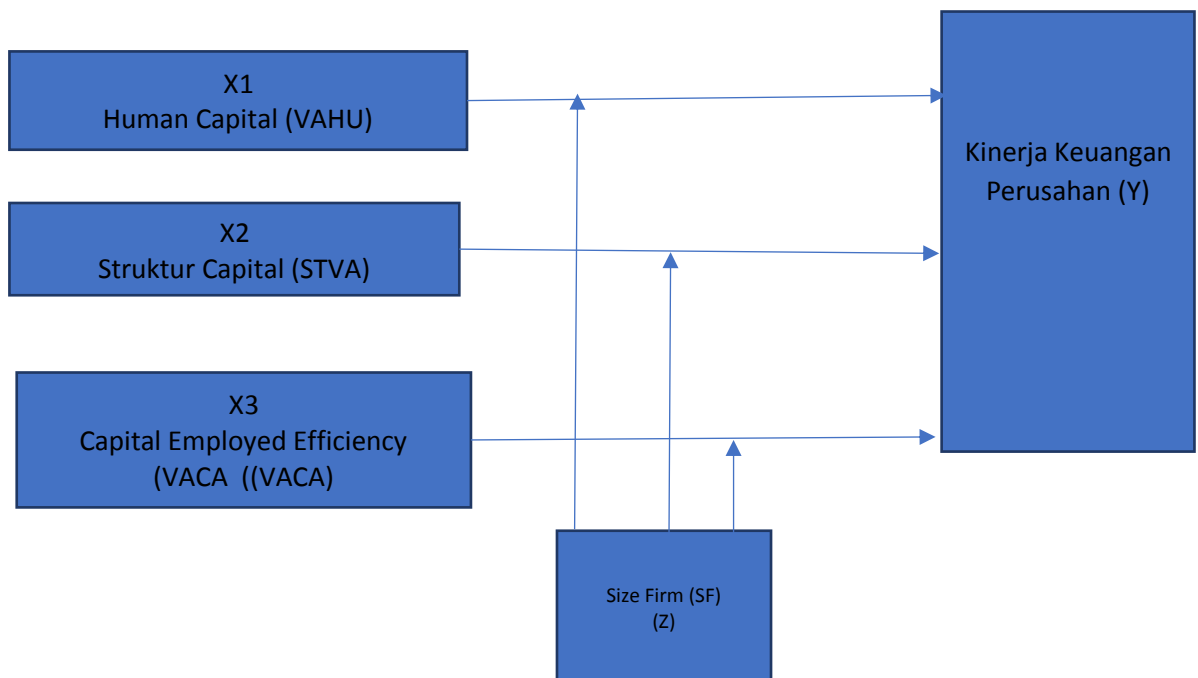 X1
Human Capital (VAHU)
X2
Struktur Capital (STVA)
X3
Capital Employed Efficiency
(VACA ((VACA)
Kinerja Keuangan
Perusahan (Y)
Size Firm (SF)
(Z)